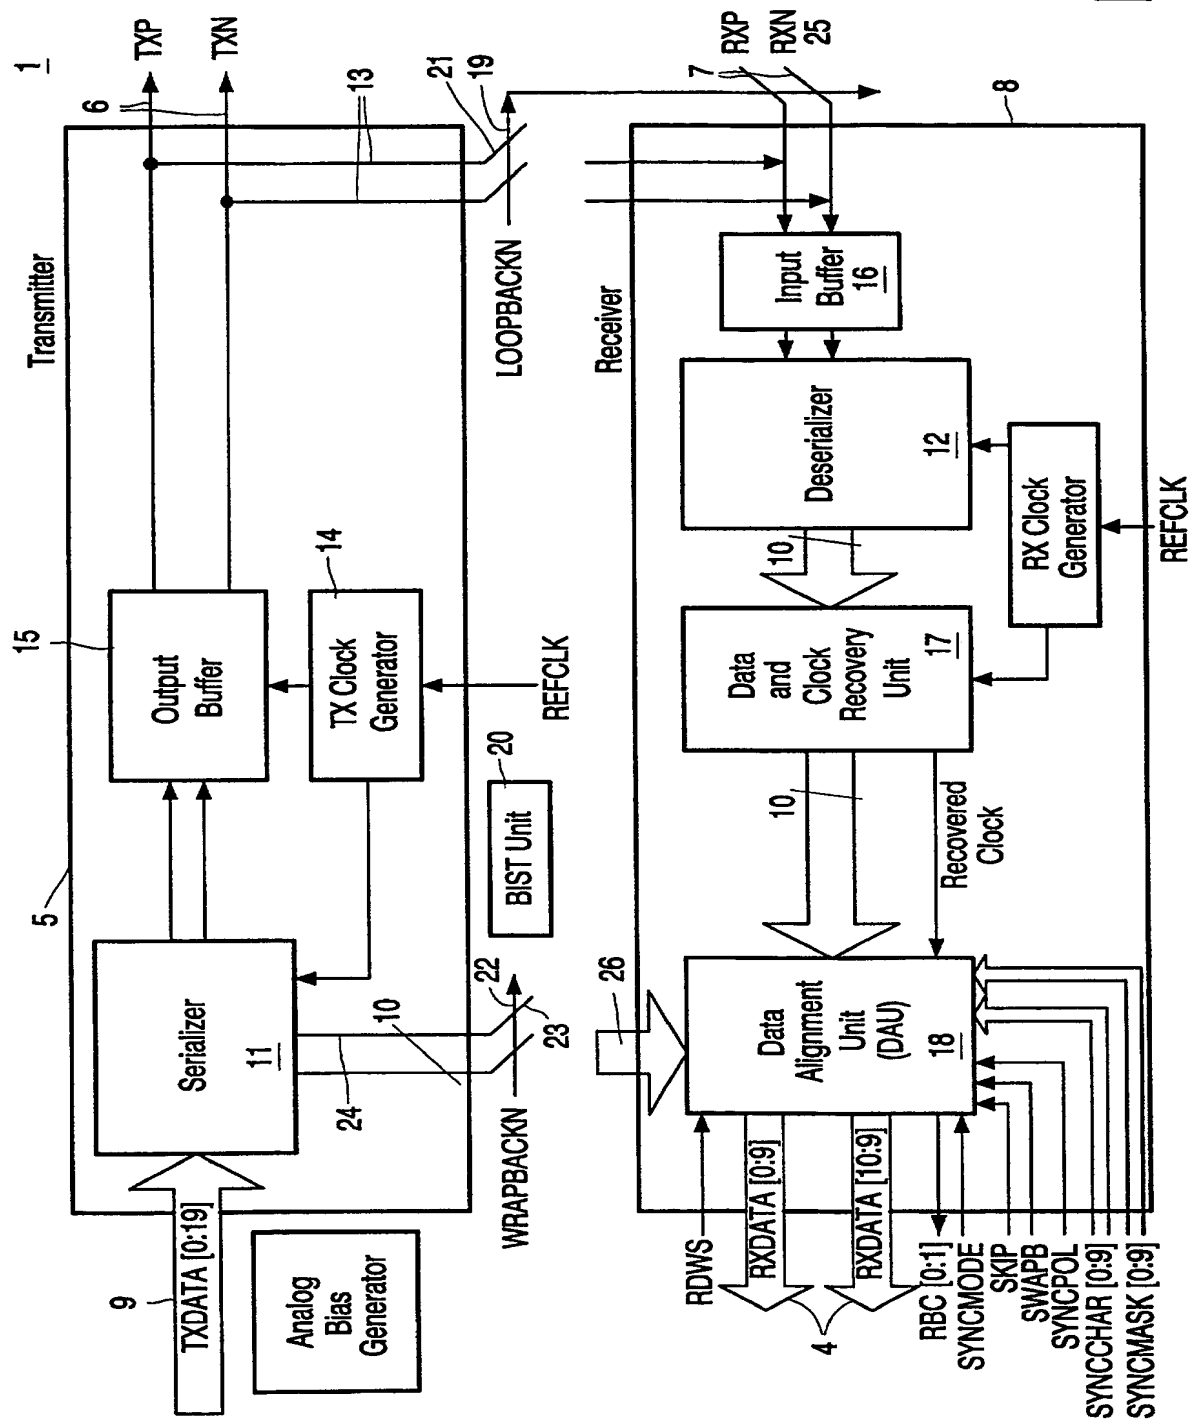 1
Transmitter
5
9
TXDATA [0:19]
Serializer
11
15
Output
Buffer
14
TX Clock
Generator
REFCLK
6
TXP
TXN
13
13
21
19
LOOPBACKN
24
10
22
23
WRAPBACKN
20
BIST Unit
Analog
Bias
Generator
Receiver
8
7
RXP
RXN
25
Input
Buffer
16
Deserializer
12
10
RX Clock
Generator
REFCLK
Data
and
Clock
Recovery
Unit
17
10
Recovered
Clock
26
Data
Alignment
Unit
(DAU)
18
RDWS
RXDATA [0:9]
RXDATA [10:9]
4
RBC [0:1]
SYNCMODE
SKIP
SWAPB
SYNCPOL
SYNCCHAR [0:9]
SYNCMASK [0:9]